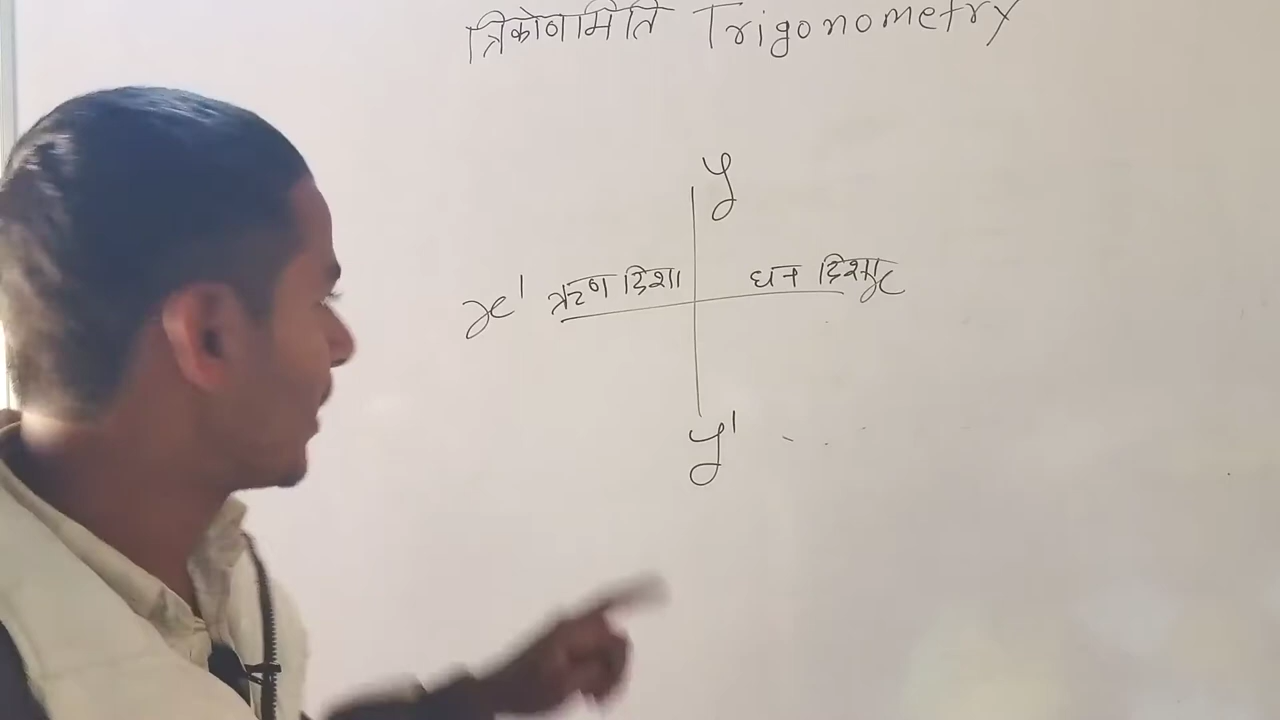 त्रिकोणमिति Trigonometry
y
x' ऋण दिशा धन दिशा x
y'